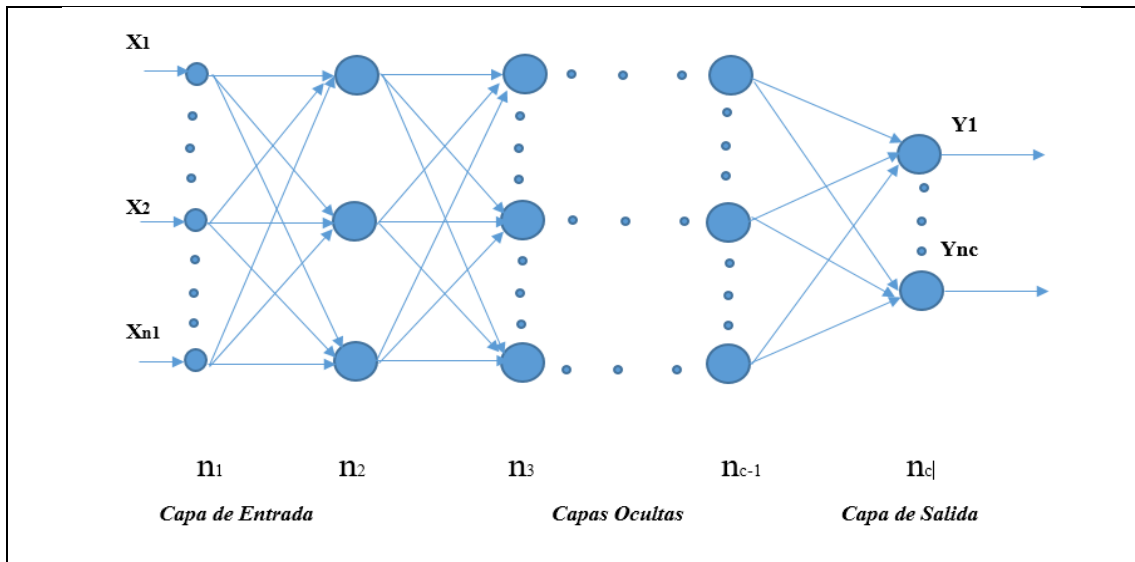 X1
Y1
X2
Ync
Xn1
n1 n2 n3 nc-1 nc|
Capa de Entrada Capas Ocultas Capa de Salida